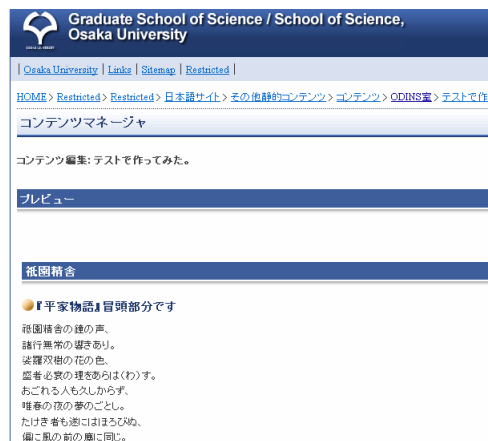 Graduate School of Science / School of Science,
Osaka University
| Osaka University | Links | Sitemap | Restricted |
HOME > Restricted > Restricted > 日本語サイト > その他静的コンテンツ > コンテンツ > ODINS室 > テストで作
コンテンツマネージャ
コンテンツ編集: テストで作ってみた。
プレビュー
祇園精舎
『平家物語』冒頭部分です
祗園精舎の鐘の声、
諸行無常の響きあり。
娑羅双樹の花の色、
盛者必衰の理をあらは(わ)す。
おごれる人も久しからず、
唯春の夜の夢のごとし。
たけき者も遂にはほろびぬ、
偏に風の前の塵に同じ。